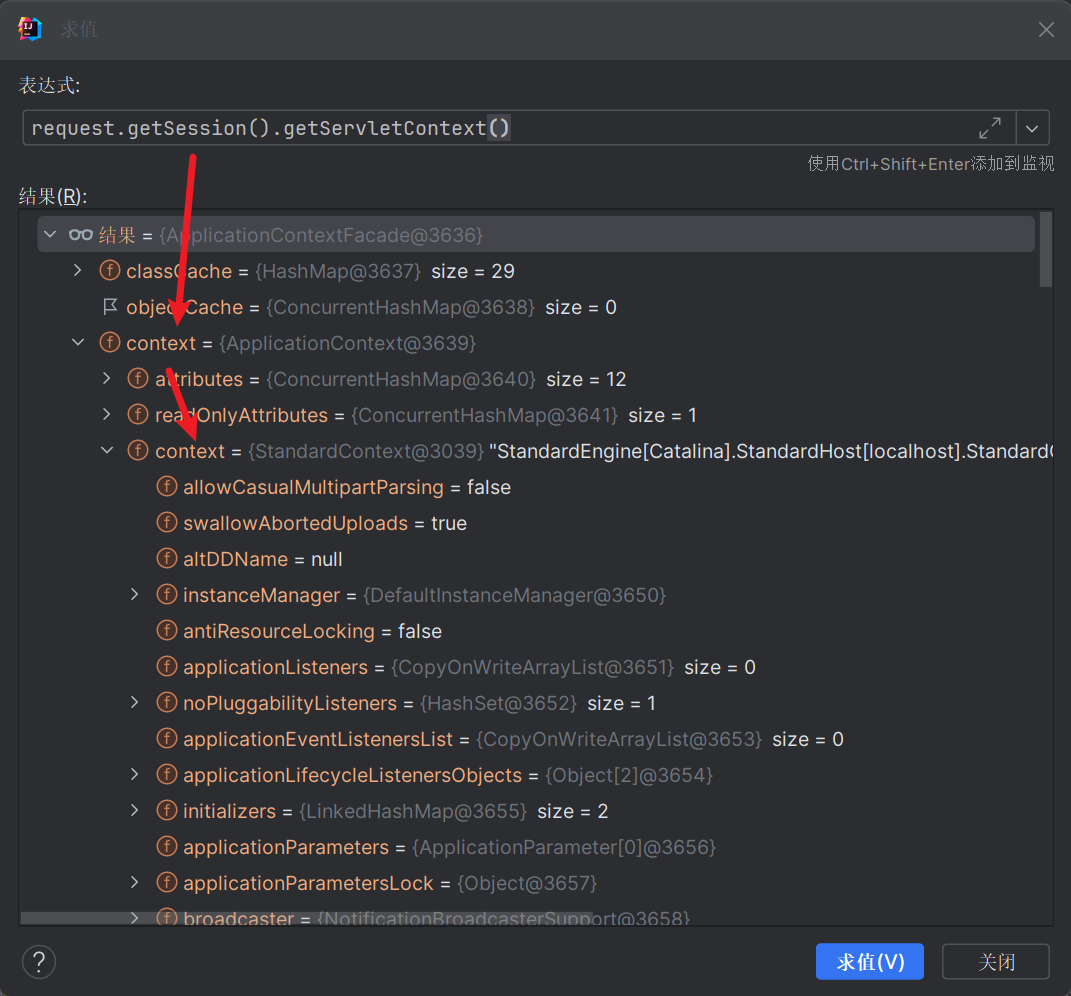 求值
表达式:
request.getSession().getServletContext()
使用Ctrl+Shift+Enter添加到监视
结果(R):
结果 = {ApplicationContextFacade@3636}
classCache = {HashMap@3637} size = 29
objectCache = {ConcurrentHashMap@3638} size = 0
context = {ApplicationContext@3639}
attributes = {ConcurrentHashMap@3640} size = 12
readOnlyAttributes = {ConcurrentHashMap@3641} size = 1
context = {StandardContext@3039} "StandardEngine[Catalina].StandardHost[localhost].Standard
allowCasualMultipartParsing = false
swallowAbortedUploads = true
altDDName = null
instanceManager = {DefaultInstanceManager@3650}
antiResourceLocking = false
applicationListeners = {CopyOnWriteArrayList@3651} size = 0
noPluggabilityListeners = {HashSet@3652} size = 1
applicationEventListenersList = {CopyOnWriteArrayList@3653} size = 0
applicationLifecycleListenersObjects = {Object[2]@3654}
initializers = {LinkedHashMap@3655} size = 2
applicationParameters = {ApplicationParameter[0]@3656}
applicationParametersLock = {Object@3657}
broadcaster = {NotificationBroadcasterSupport@3658}
?
求值(V)
关闭